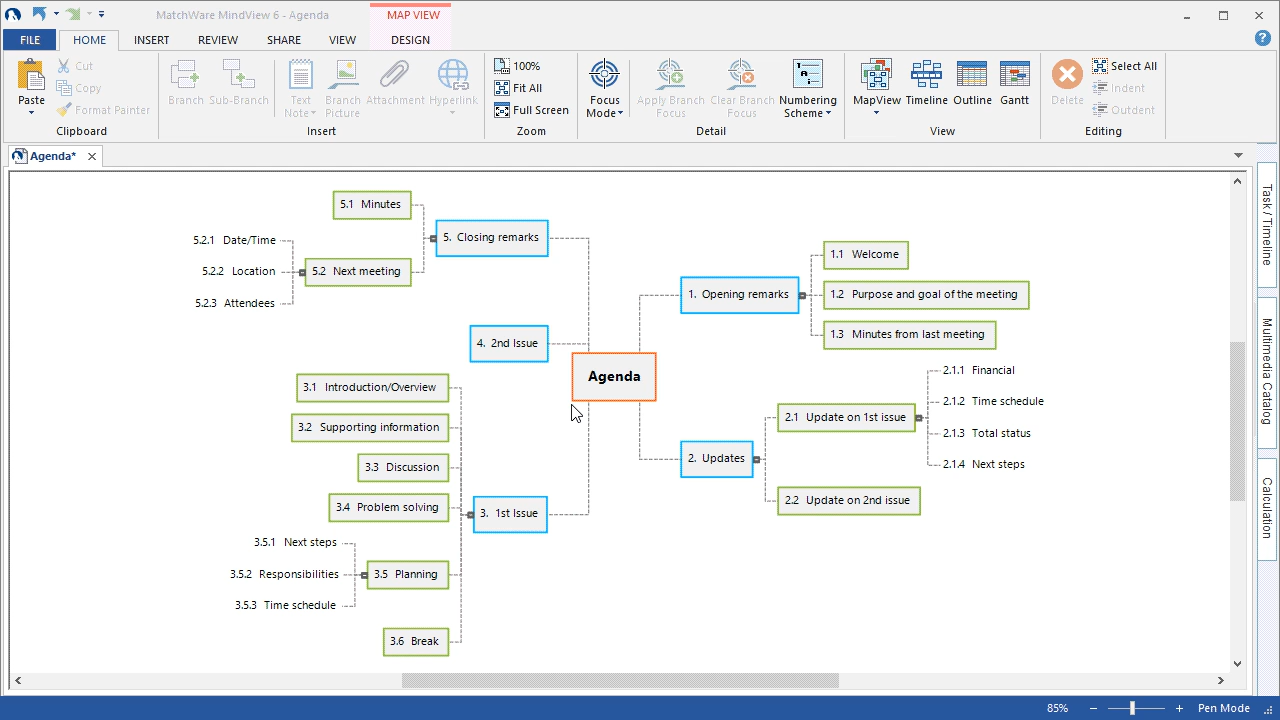 MatchWare MindView 6 - Agenda
MAP VIEW
FILE HOME INSERT REVIEW SHARE VIEW DESIGN
Paste
Cut
Copy
Format Painter
Clipboard
Branch Sub-Branch
Text Note
Branch Picture
Attachment
Hyperlink
Insert
100%
Fit All
Full Screen
Zoom
Focus Mode
Apply Branch Focus
Clear Branch Focus
Numbering Scheme
Detail
MapView
Timeline
Outline
Gantt
View
Delete
Select All
Indent
Outdent
Editing
Agenda*
Agenda
1. Opening remarks
1.1 Welcome
1.2 Purpose and goal of the meeting
1.3 Minutes from last meeting
2. Updates
2.1 Update on 1st issue
2.1.1 Financial
2.1.2 Time schedule
2.1.3 Total status
2.1.4 Next steps
2.2 Update on 2nd issue
3. 1st Issue
3.1 Introduction/Overview
3.2 Supporting information
3.3 Discussion
3.4 Problem solving
3.5 Planning
3.5.1 Next steps
3.5.2 Responsibilities
3.5.3 Time schedule
3.6 Break
4. 2nd Issue
5. Closing remarks
5.1 Minutes
5.2 Next meeting
5.2.1 Date/Time
5.2.2 Location
5.2.3 Attendees
Task / Timeline
Multimedia Catalog
Calculation
85%
Pen Mode